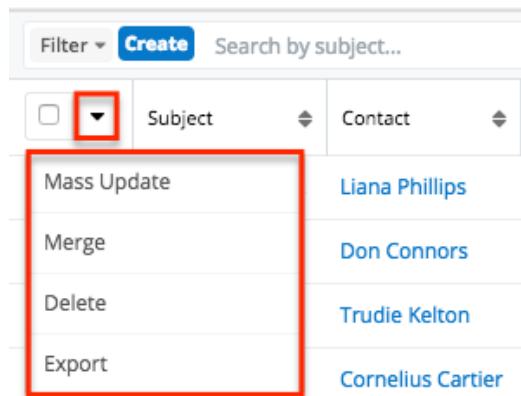 Filter Create Search by subject...
Subject Contact
Mass Update Liana Phillips
Merge Don Connors
Delete Trudie Kelton
Export Cornelius Cartier